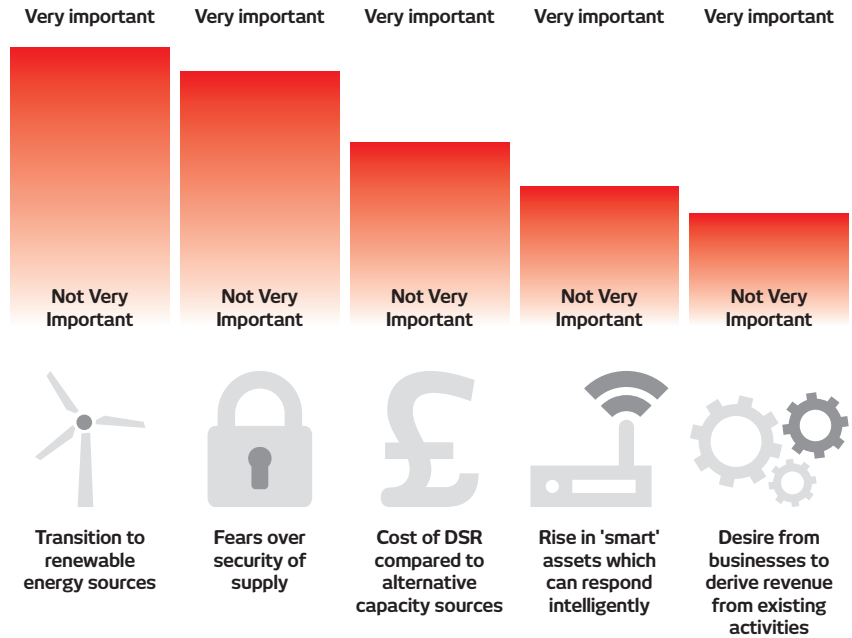 Very important
Very important
Very important
Very important
Very important
Not Very
Important
Not Very
Important
Not Very
Important
Not Very
Important
Not Very
Important
£
Transition to
renewable
energy sources
Fears over
security of
supply
Cost of DSR
compared to
alternative
capacity sources
Rise in 'smart'
assets which
can respond
intelligently
Desire from
businesses to
derive revenue
from existing
activities